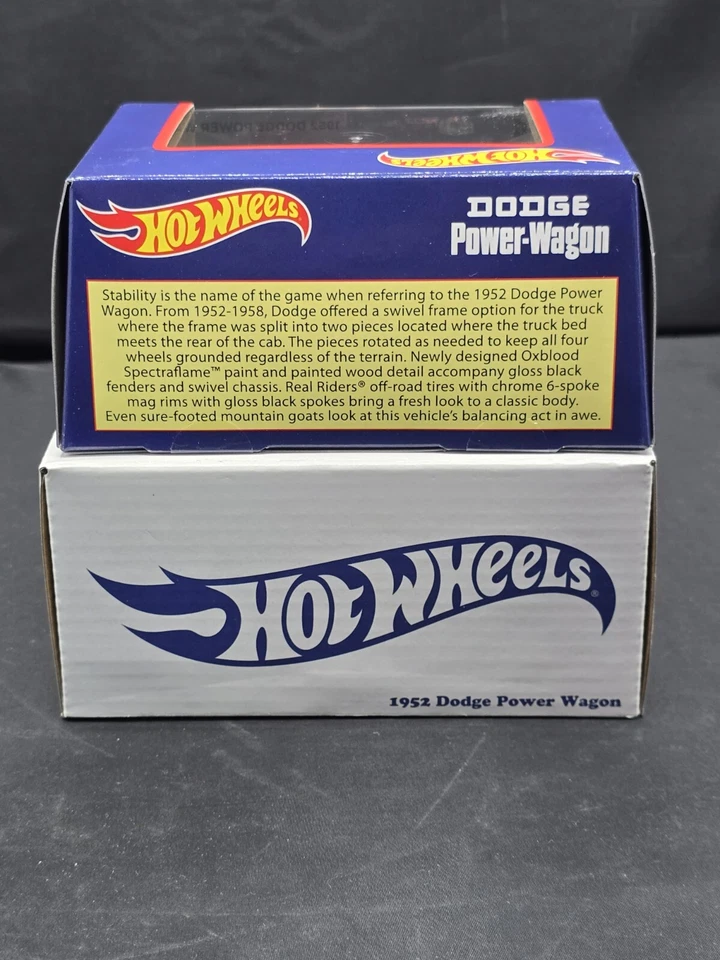 1952 DODGE POWER
HOT WHEELS
HOT WHEELS
DODGE
Power-Wagon
Stability is the name of the game when referring to the 1952 Dodge Power
Wagon. From 1952-1958, Dodge offered a swivel frame option for the truck
where the frame was split into two pieces located where the truck bed
meets the rear of the cab. The pieces rotated as needed to keep all four
wheels grounded regardless of the terrain. Newly designed Oxblood
Spectraflame™ paint and painted wood detail accompany gloss black
fenders and swivel chassis. Real Riders® off-road tires with chrome 6-spoke
mag rims with gloss black spokes bring a fresh look to a classic body.
Even sure-footed mountain goats look at this vehicle's balancing act in awe.
HOT WHEELS®
1952 Dodge Power Wagon